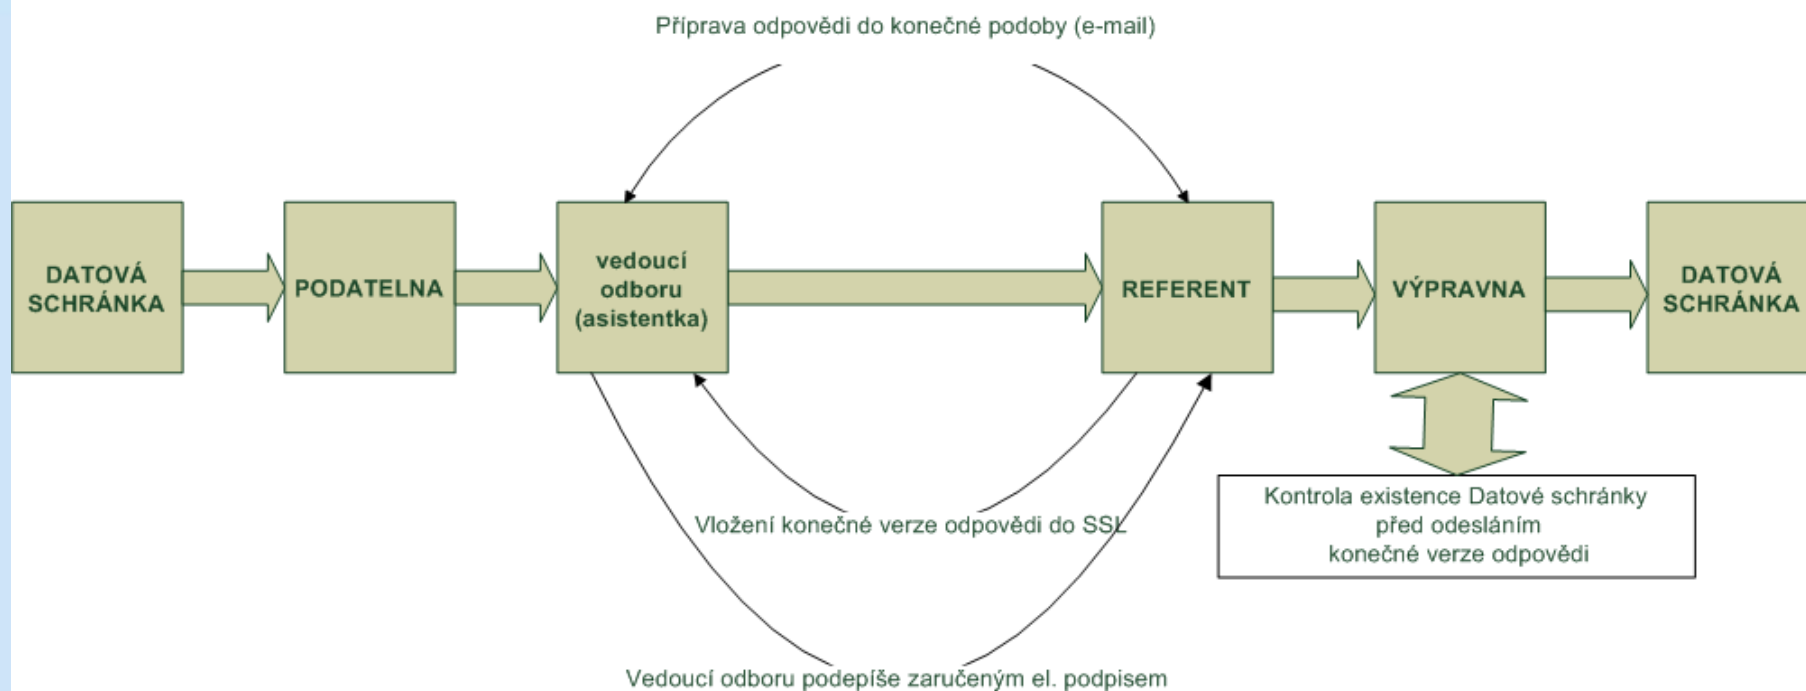 Příprava odpovědi do konečné podoby (e-mail)
DATOVÁ
SCHRÁNKA
PODATELNA
vedoucí
odboru
(asistentka)
REFERENT
VÝPRAVNA
DATOVÁ
SCHRÁNKA
Vložení konečné verze odpovědi do SSL
Kontrola existence Datové schránky
před odesláním
konečné verze odpovědi
Vedoucí odboru podepíše zaručeným el. podpisem